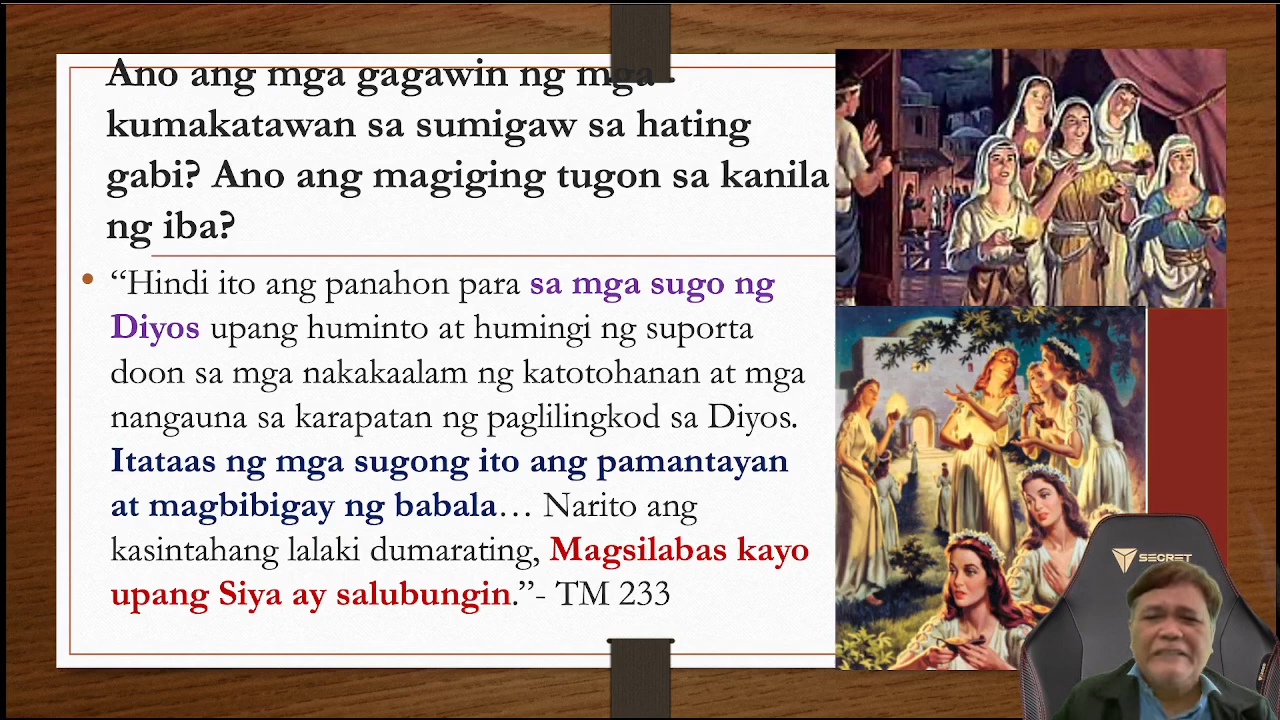 Ano ang mga gagawin ng mga
kumakatawan sa sumigaw sa hating
gabi? Ano ang magiging tugon sa kanila
ng iba?
“Hindi ito ang panahon para sa mga sugo ng
Diyos upang huminto at humingi ng suporta
doon sa mga nakakaalam ng katotohanan at mga
nangauna sa karapatan ng paglilingkod sa Diyos.
Itataas ng mga sugong ito ang pamantayan
at magbibigay ng babala… Narito ang
kasintahang lalaki dumarating, Magsilabas kayo
upang Siya ay salubungin.”- TM 233
SECRET